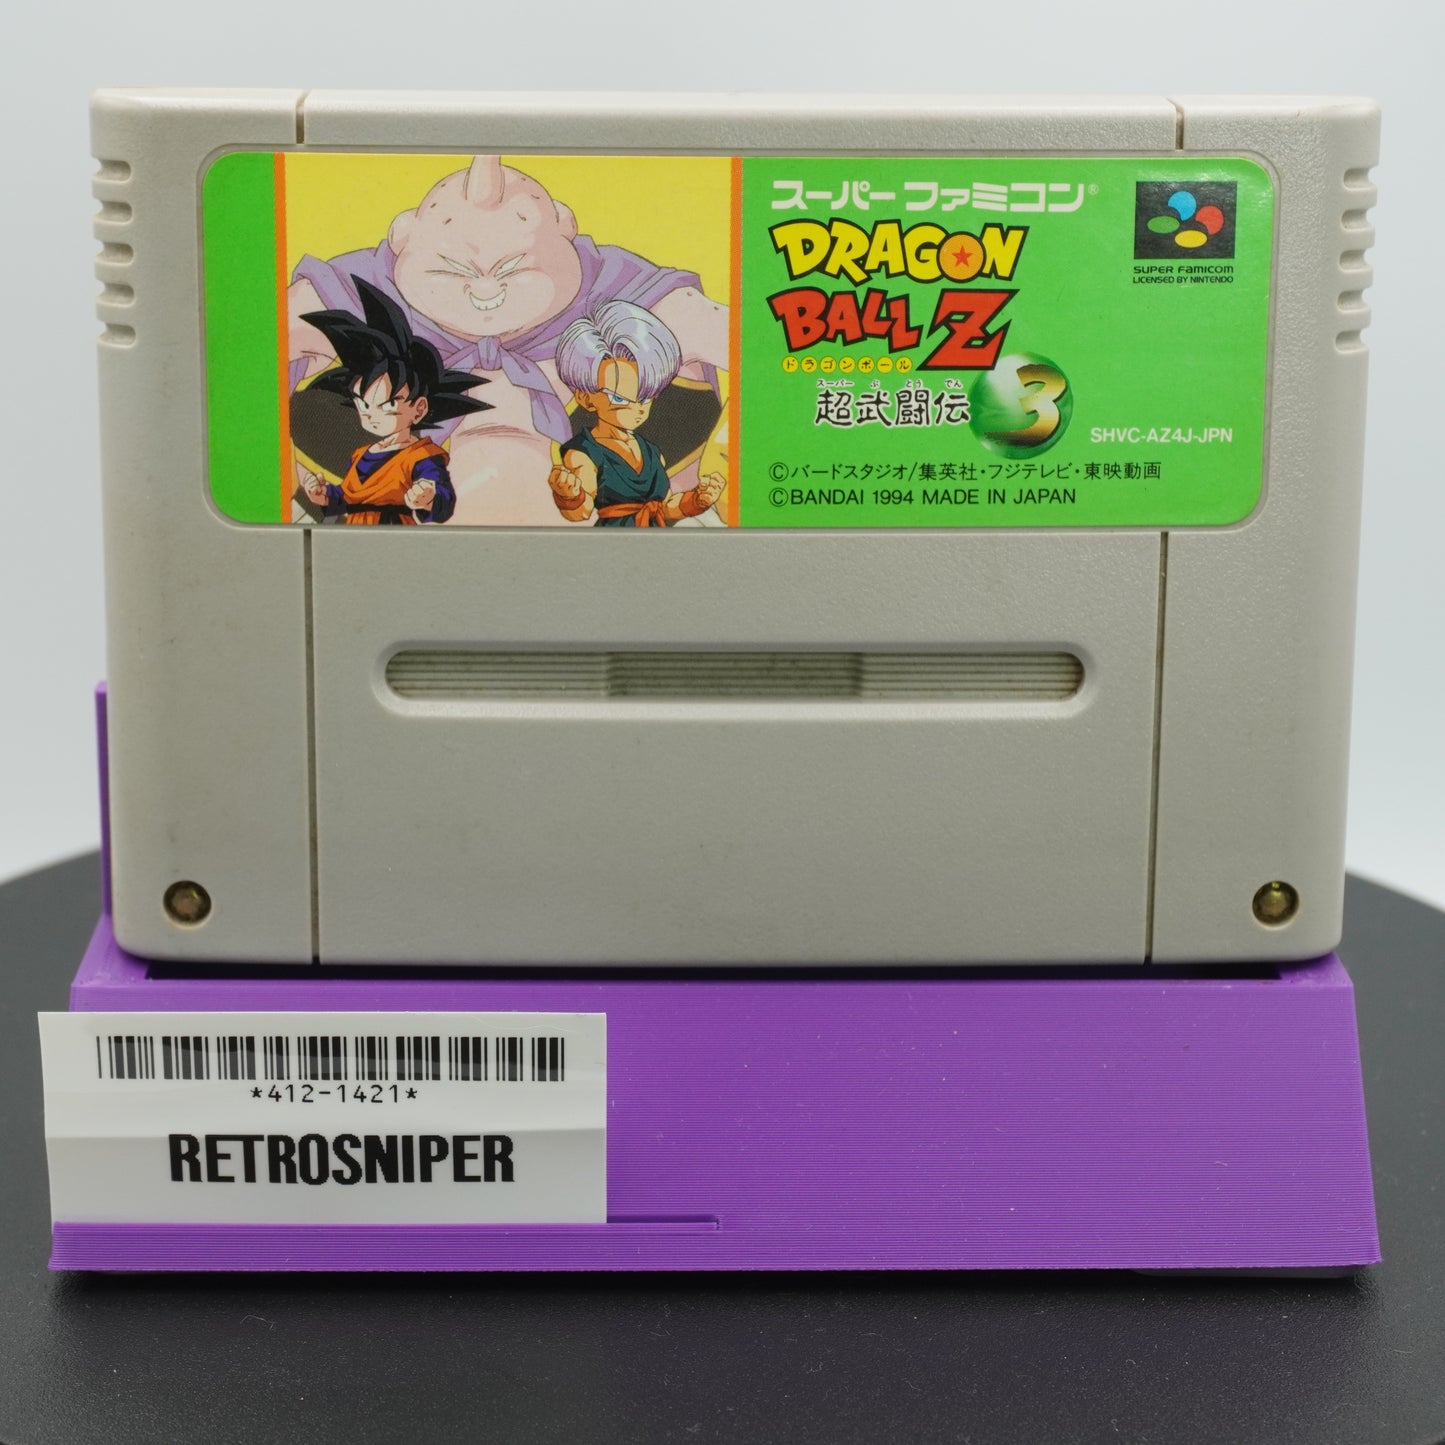 スーパーファミコン®
DRAGON
BALL Z
ドラゴンボール
スーパー ぶ とう でん
超武闘伝 3
SUPER FAMICOM
LICENSED BY NINTENDO
SHVC-AZ4J-JPN
©バードスタジオ/集英社・フジテレビ・東映動画
©BANDAI 1994 MADE IN JAPAN
*412-1421*
RETROSNIPER